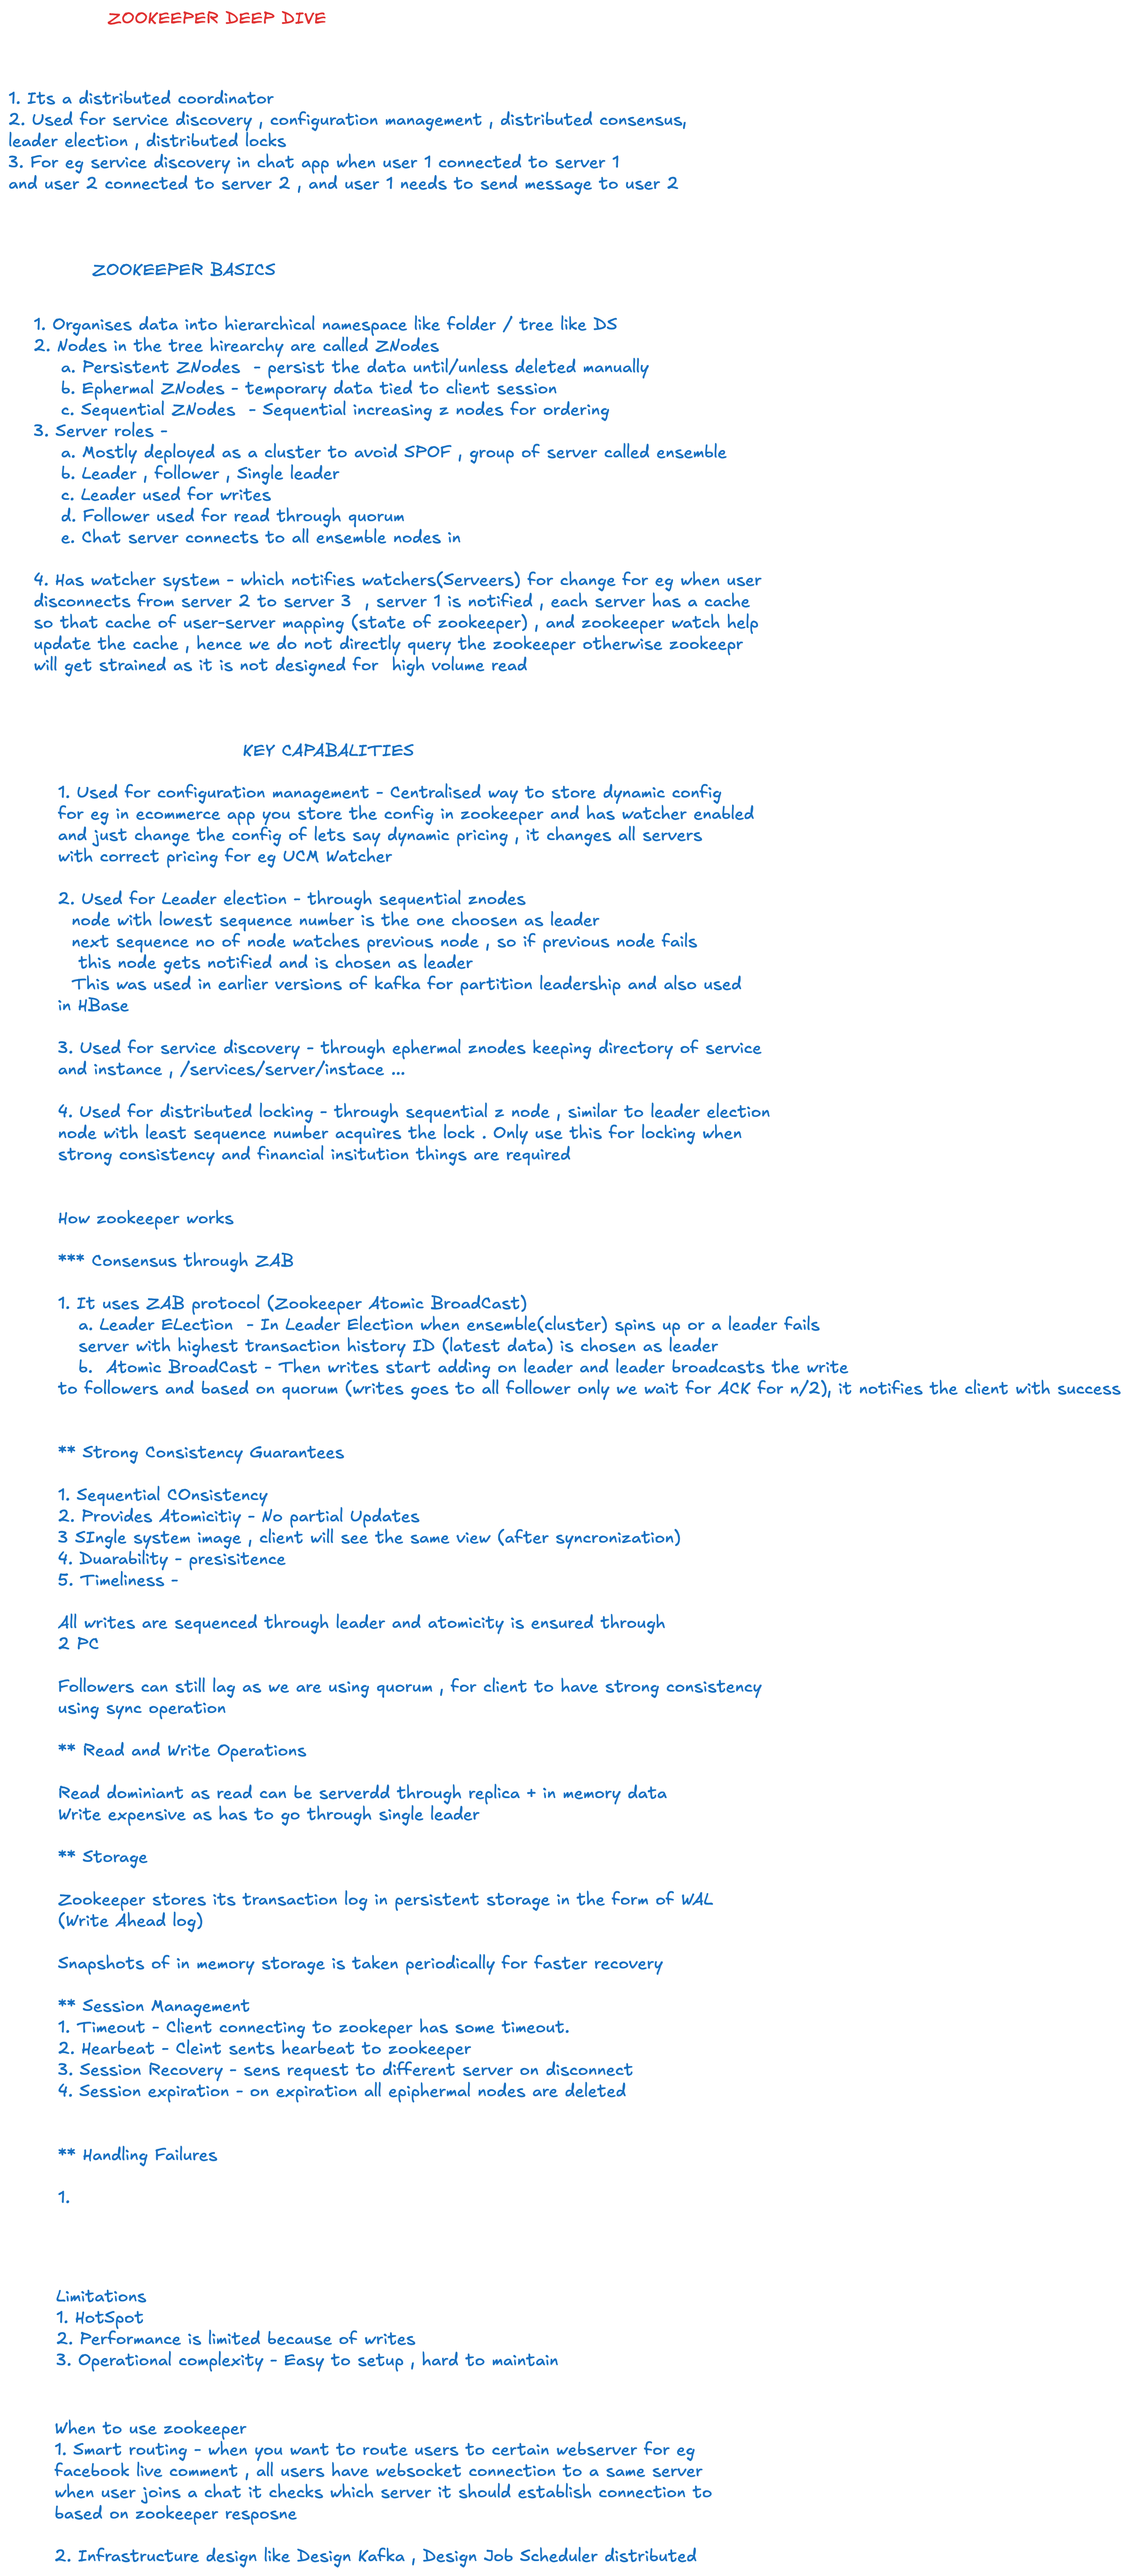 ZOOKEEPER DEEP DIVE
1. Its a distributed coordinator
2. Used for service discovery , configuration management , distributed consensus,
leader election , distributed locks
3. For eg service discovery in chat app when user 1 connected to server 1
and user 2 connected to server 2 , and user 1 needs to send message to user 2
ZOOKEEPER BASICS
1. Organises data into hierarchical namespace like folder / tree like DS
2. Nodes in the tree hirearchy are called ZNodes
a. Persistent ZNodes - persist the data until/unless deleted manually
b. Ephermal ZNodes - temporary data tied to client session
c. Sequential ZNodes - Sequential increasing z nodes for ordering
3. Server roles -
a. Mostly deployed as a cluster to avoid SPOF , group of server called ensemble
b. Leader , follower , Single leader
c. Leader used for writes
d. Follower used for read through quorum
e. Chat server connects to all ensemble nodes in
4. Has watcher system - which notifies watchers(Serveers) for change for eg when user
disconnects from server 2 to server 3 , server 1 is notified , each server has a cache
so that cache of user-server mapping (state of zookeeper) , and zookeeper watch help
update the cache , hence we do not directly query the zookeeper otherwise zookeepr
will get strained as it is not designed for high volume read
KEY CAPABALITIES
1. Used for configuration management - Centralised way to store dynamic config
for eg in ecommerce app you store the config in zookeeper and has watcher enabled
and just change the config of lets say dynamic pricing , it changes all servers
with correct pricing for eg UCM Watcher
2. Used for Leader election - through sequential znodes
node with lowest sequence number is the one choosen as leader
next sequence no of node watches previous node , so if previous node fails
this node gets notified and is chosen as leader
This was used in earlier versions of kafka for partition leadership and also used
in HBase
3. Used for service discovery - through ephermal znodes keeping directory of service
and instance , /services/server/instace ...
4. Used for distributed locking - through sequential z node , similar to leader election
node with least sequence number acquires the lock . Only use this for locking when
strong consistency and financial insitution things are required
How zookeeper works
*** Consensus through ZAB
1. It uses ZAB protocol (Zookeeper Atomic BroadCast)
a. Leader ELection - In Leader Election when ensemble(cluster) spins up or a leader fails
server with highest transaction history ID (latest data) is chosen as leader
b. Atomic BroadCast - Then writes start adding on leader and leader broadcasts the write
to followers and based on quorum (writes goes to all follower only we wait for ACK for n/2), it notifies the client with success
** Strong Consistency Guarantees
1. Sequential COnsistency
2. Provides Atomicitiy - No partial Updates
3 SIngle system image , client will see the same view (after syncronization)
4. Duarability - presisitence
5. Timeliness -
All writes are sequenced through leader and atomicity is ensured through
2 PC
Followers can still lag as we are using quorum , for client to have strong consistency
using sync operation
** Read and Write Operations
Read dominiant as read can be serverdd through replica + in memory data
Write expensive as has to go through single leader
** Storage
Zookeeper stores its transaction log in persistent storage in the form of WAL
(Write Ahead log)
Snapshots of in memory storage is taken periodically for faster recovery
** Session Management
1. Timeout - Client connecting to zookeper has some timeout.
2. Hearbeat - Cleint sents hearbeat to zookeeper
3. Session Recovery - sens request to different server on disconnect
4. Session expiration - on expiration all epiphermal nodes are deleted
** Handling Failures
1.
Limitations
1. HotSpot
2. Performance is limited because of writes
3. Operational complexity - Easy to setup , hard to maintain
When to use zookeeper
1. Smart routing - when you want to route users to certain webserver for eg
facebook live comment , all users have websocket connection to a same server
when user joins a chat it checks which server it should establish connection to
based on zookeeper resposne
2. Infrastructure design like Design Kafka , Design Job Scheduler distributed